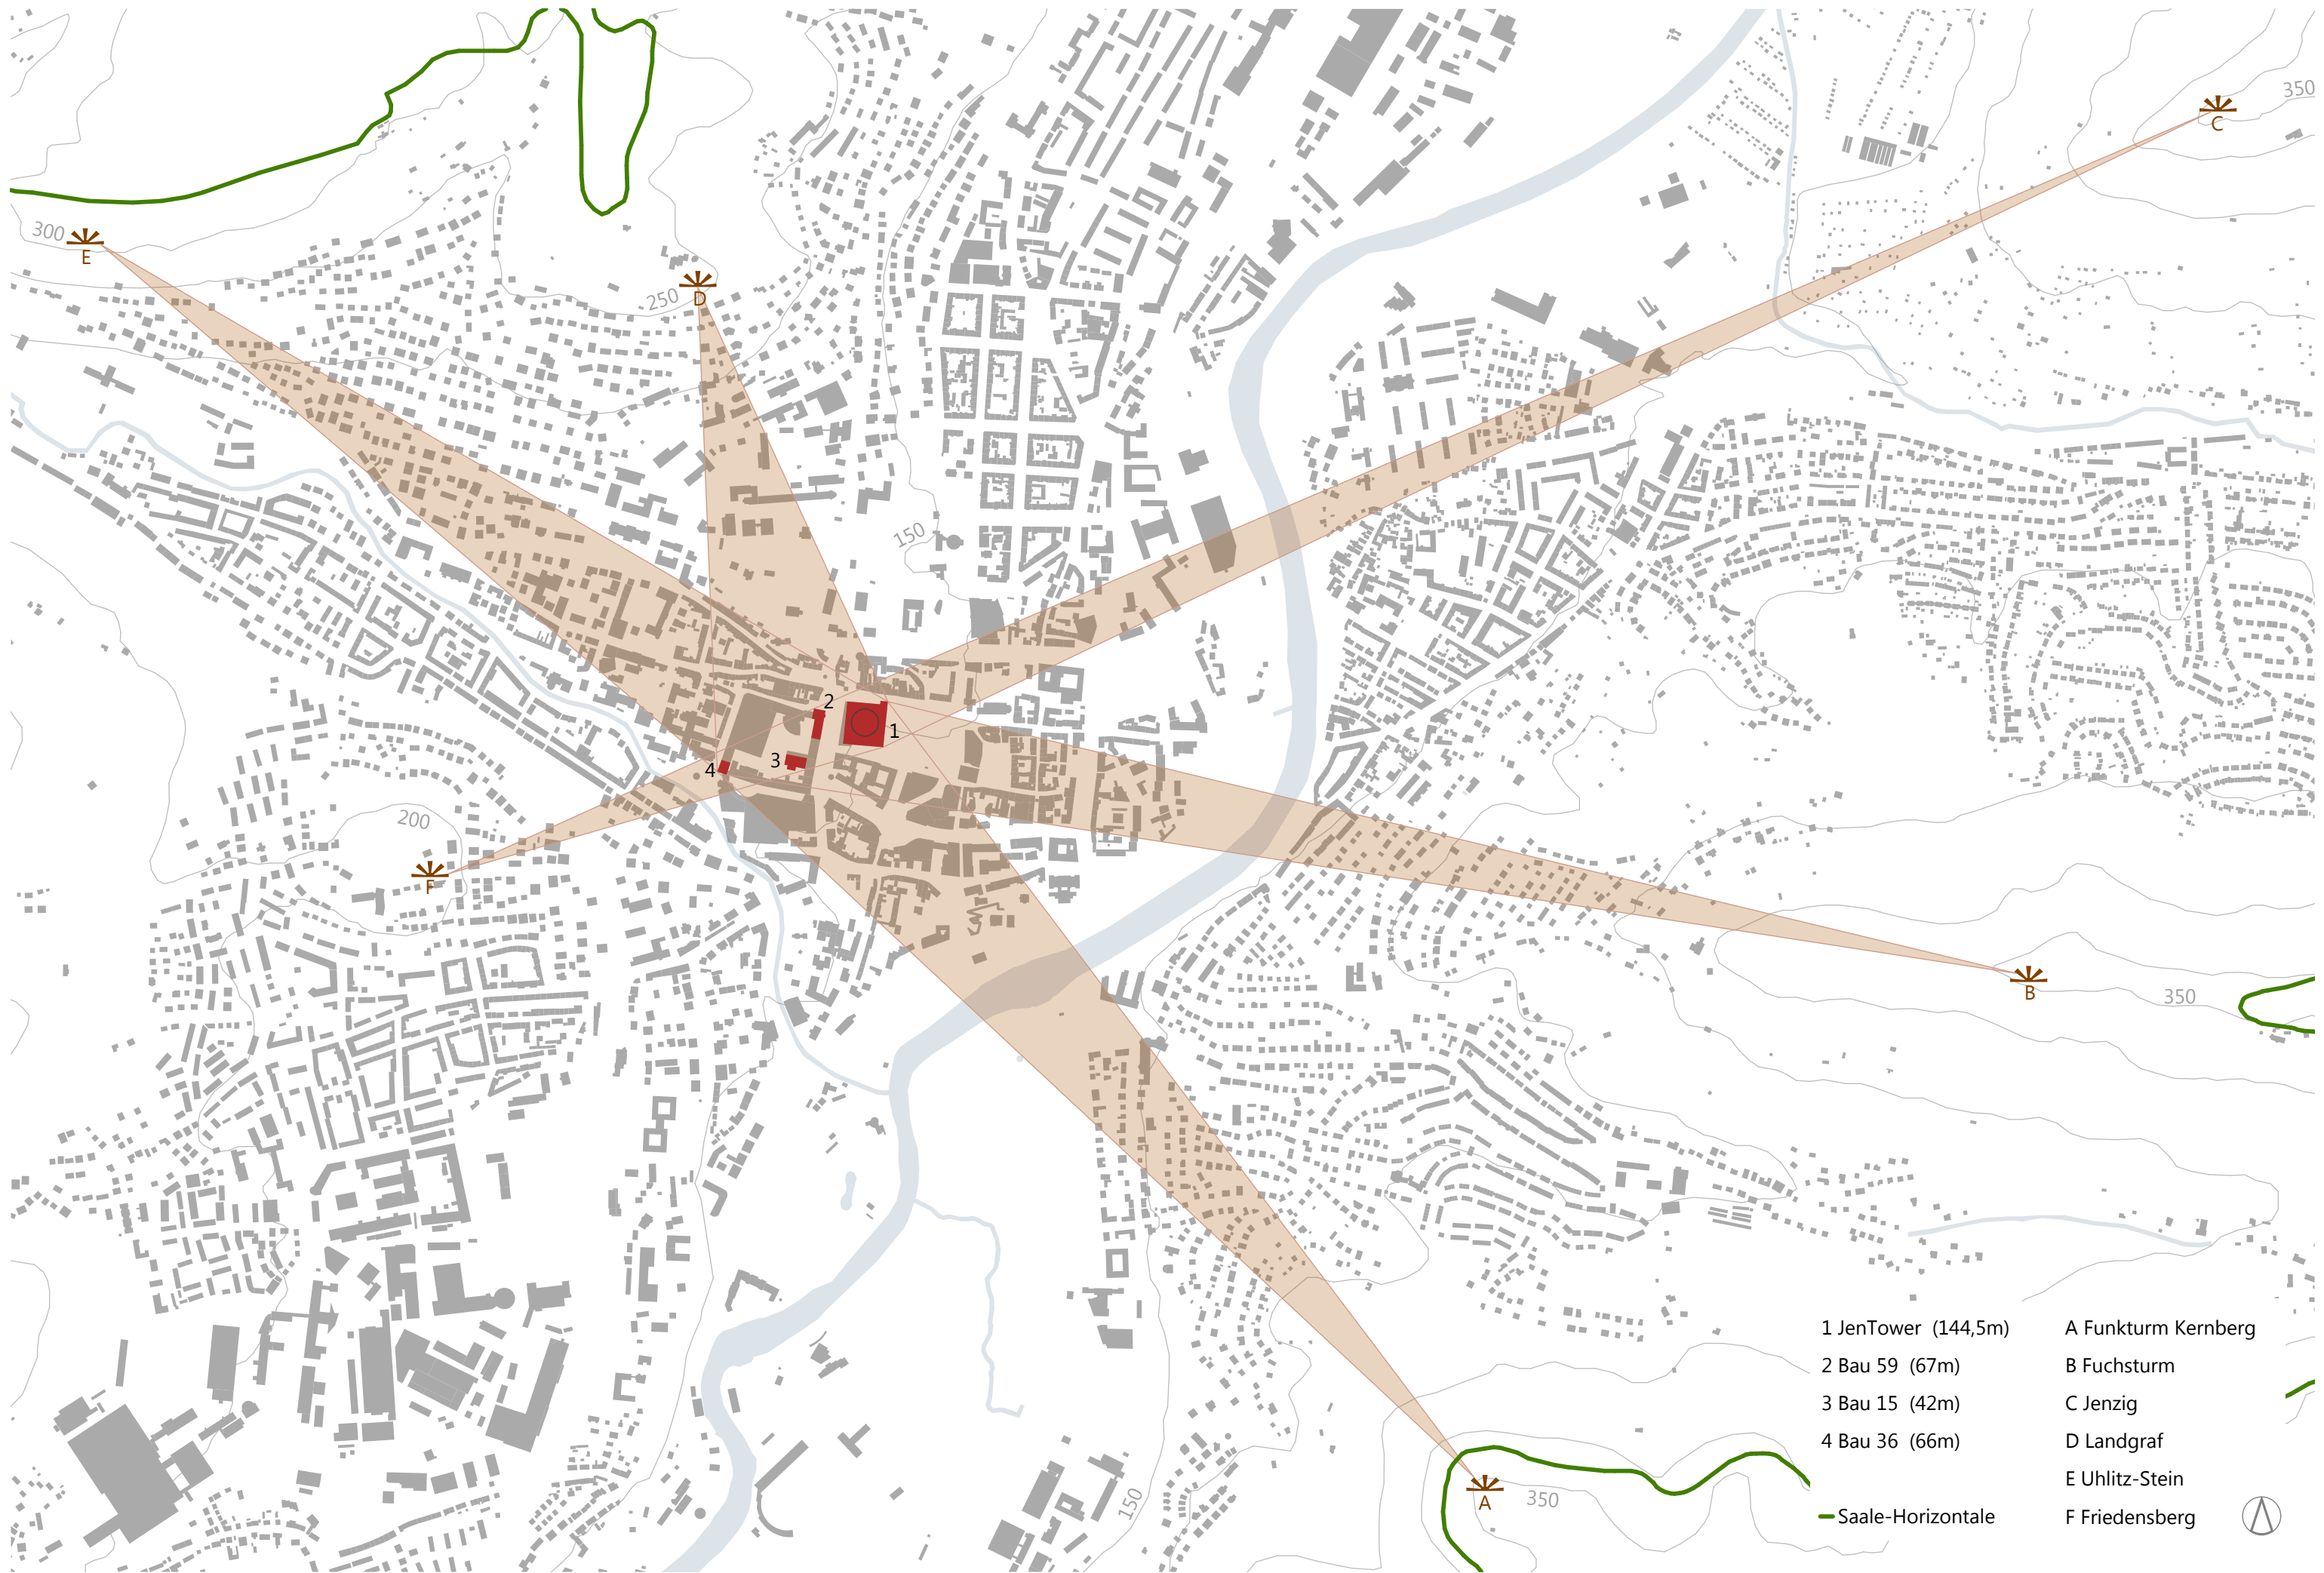 350
C
300
E
250
D
150
2
1
3
4
200
F
B
350
1 JenTower (144,5m)
2 Bau 59 (67m)
3 Bau 15 (42m)
4 Bau 36 (66m)
Saale-Horizontale
A Funkturm Kernberg
B Fuchsturm
C Jenzig
D Landgraf
E Uhlitz-Stein
F Friedensberg
A
350
150